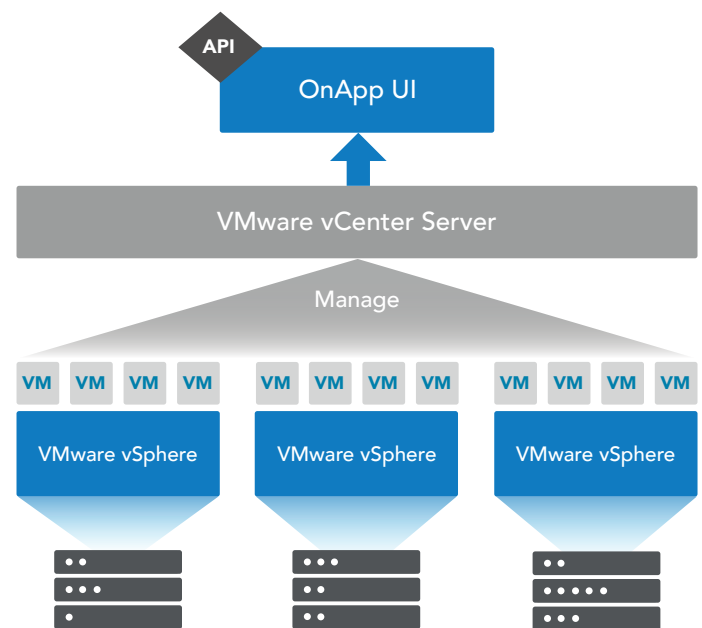 API
OnApp UI
VMware vCenter Server
Manage
VM VM VM VM VM VM VM VM VM VM VM VM
VMware vSphere VMware vSphere VMware vSphere